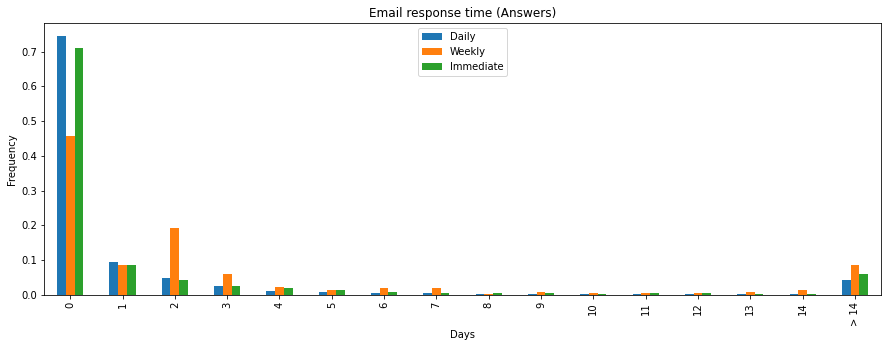 Email response time (Answers)
Daily
Weekly
Immediate
Frequency
0.7
0.6
0.5
0.4
0.3
0.2
0.1
0.0
0 1 2 3 4 5 6 7 8 9 10 11 12 13 14 > 14
Days